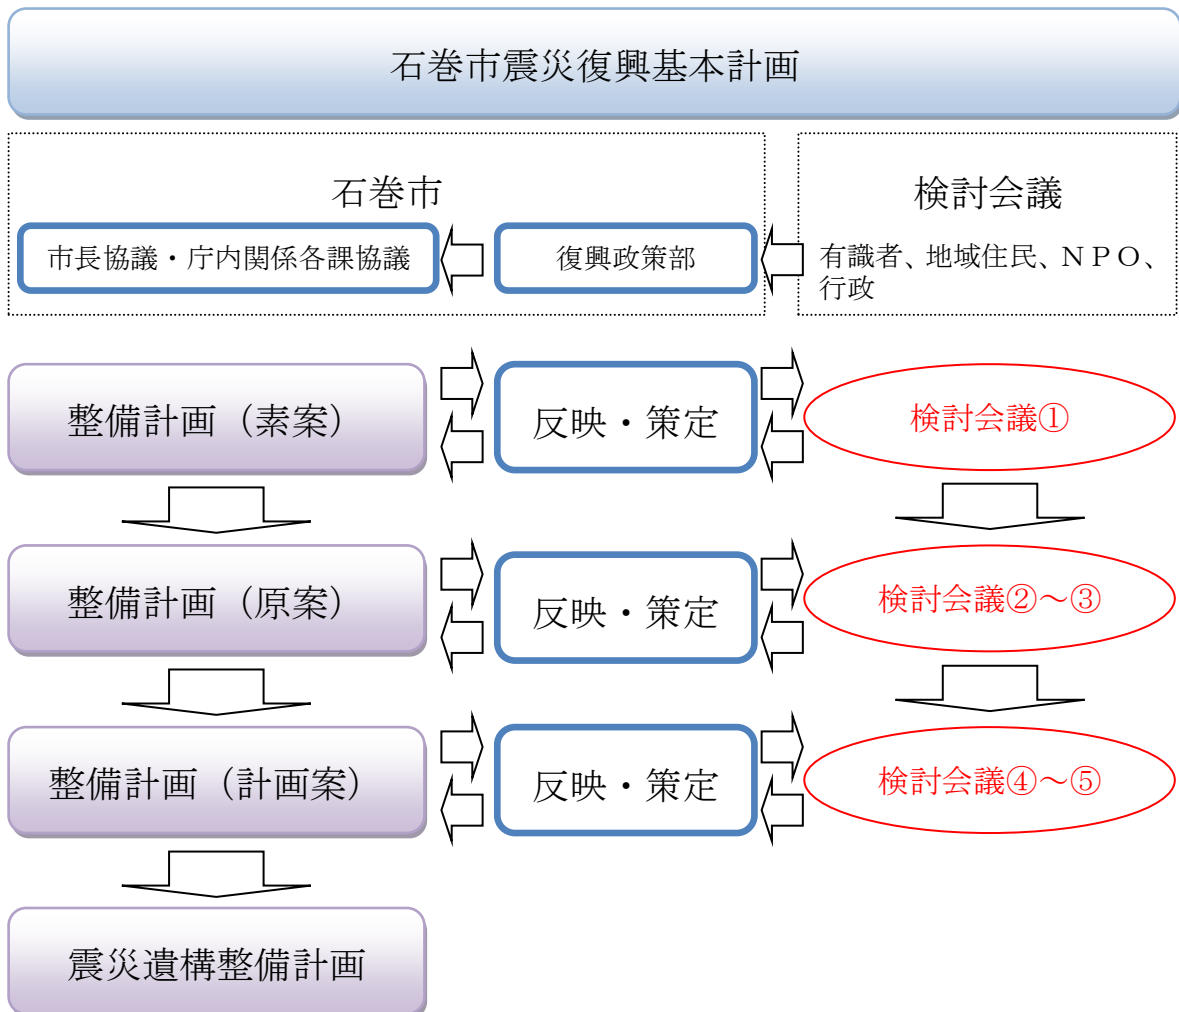 石巻市震災復興基本計画
石巻市
検討会議
市長協議・庁内関係各課協議
復興政策部
有識者、地域住民、ＮＰＯ、
行政
整備計画（素案）
反映・策定
検討会議①
整備計画（原案）
反映・策定
検討会議②～③
整備計画（計画案）
反映・策定
検討会議④～⑤
震災遺構整備計画